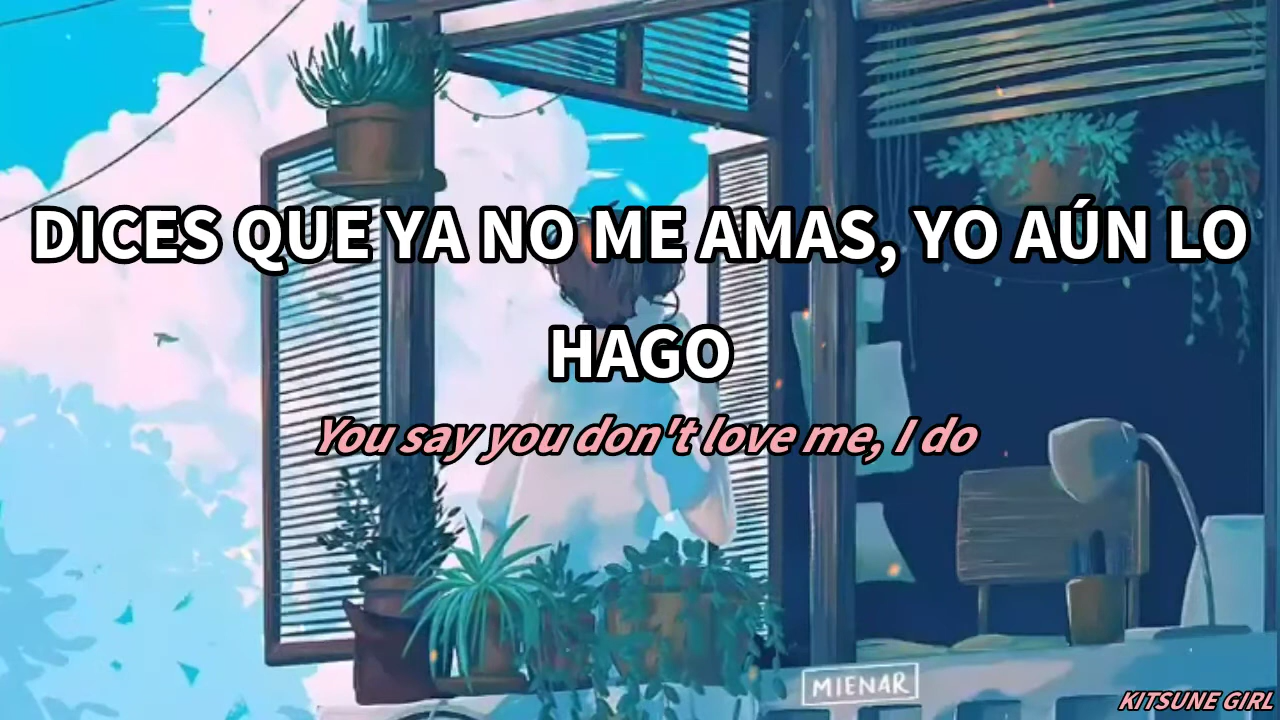 DICES QUE YA NO ME AMAS, YO AÚN LO
HAGO
You say you don't love me, I do
MIENAR
KITSUNE GIRL